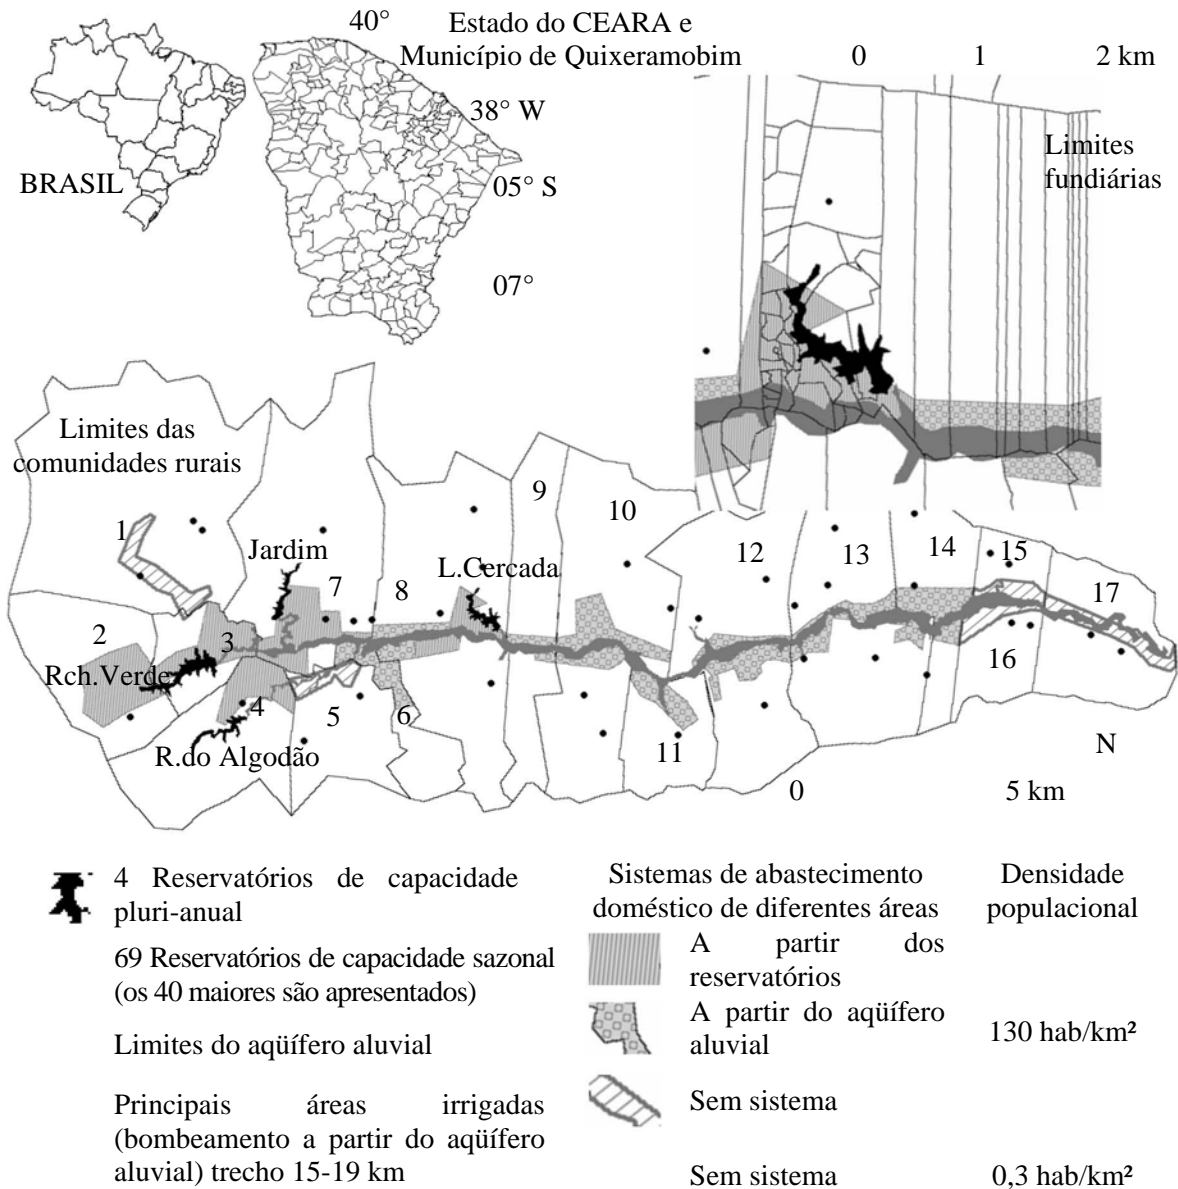 40°
Estado do CEARA e
Município de Quixeramobim
0 1 2 km
38° W
BRASIL
05° S
07°
Limites
fundiárias
Limites das
comunidades rurais
1
2
3
4
5
6
7
8
9
10
11
12
13
14
15
16
17
Jardim
L.Cercada
Rch.Verde
R.do Algodão
N
0 5 km
4 Reservatórios de capacidade
pluri-anual
69 Reservatórios de capacidade sazonal
(os 40 maiores são apresentados)
Limites do aqüífero aluvial
Principais áreas irrigadas
(bombeamento a partir do aqüífero
aluvial) trecho 15-19 km
Sistemas de abastecimento
doméstico de diferentes áreas
A partir dos
reservatórios
A partir do aqüífero
aluvial
Sem sistema
Sem sistema
Densidade
populacional
130 hab/km²
0,3 hab/km²